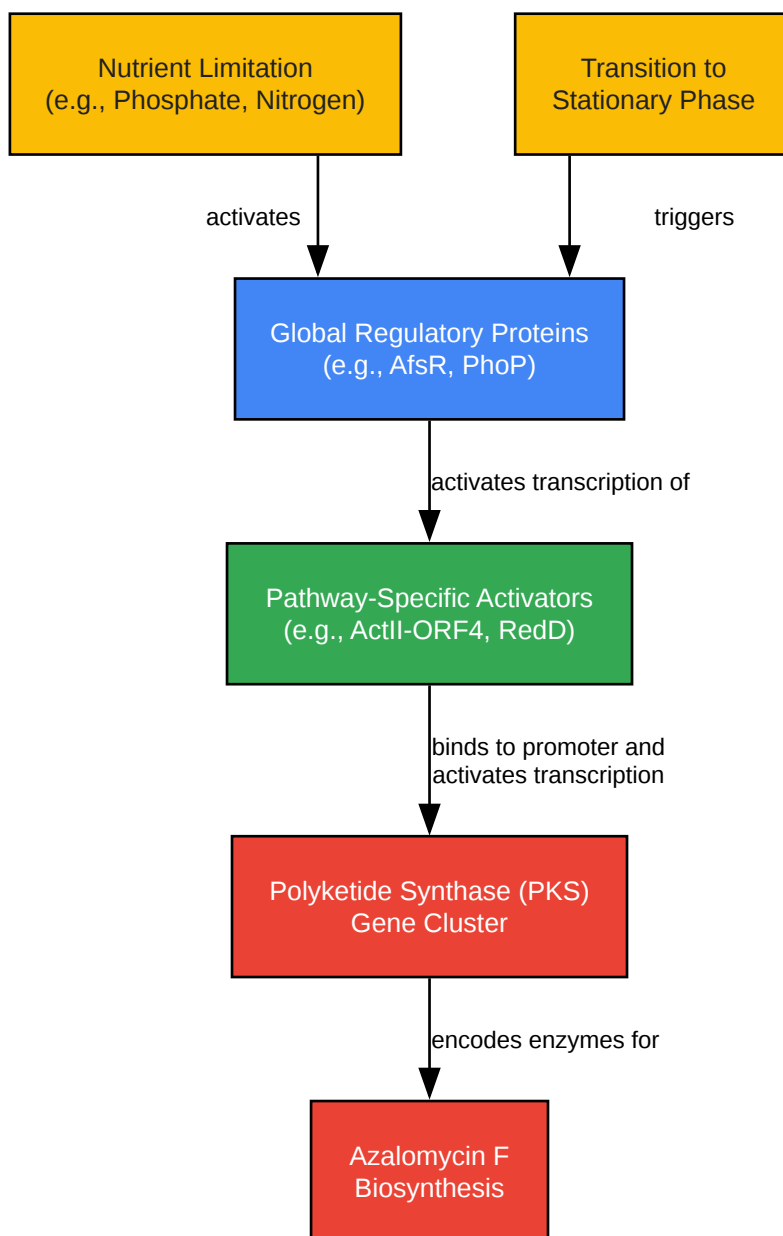 Nutrient Limitation
(e.g., Phosphate, Nitrogen)
Transition to
Stationary Phase
activates
triggers
Global Regulatory Proteins
(e.g., AfsR, PhoP)
activates transcription of
Pathway-Specific Activators
(e.g., ActII-ORF4, RedD)
binds to promoter and
activates transcription
Polyketide Synthase (PKS)
Gene Cluster
encodes enzymes for
Azalomycin F
Biosynthesis